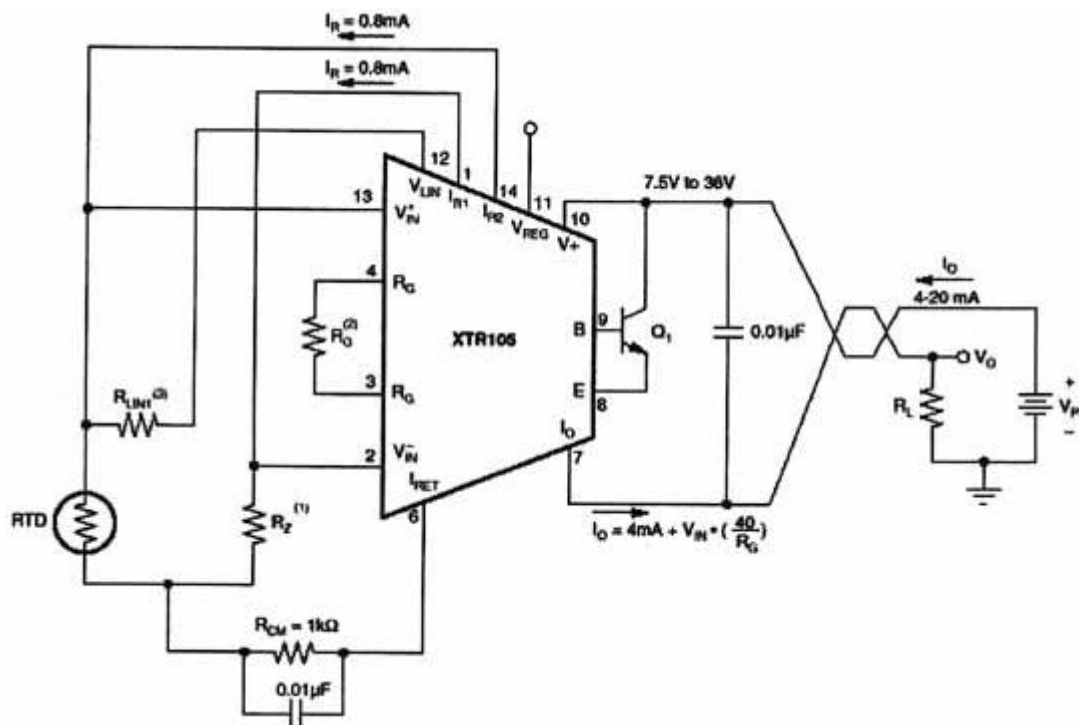 I_R = 0.8mA
I_R = 0.8mA
12
1
14
11
10
7.5V to 36V
13
V_LIN
I_R1
I_R2
V_REG
V+
V⁺_IN
4
R_G
R_G^(2)
3
R_G
XTR105
B
9
Q_1
E
8
0.01µF
I_O
4-20 mA
V_O
R_L
+
V_P
–
R_LIN1^(3)
2
V⁻_IN
I_RET
6
I_O
7
RTD
R_Z^(1)
I_O = 4mA + V_IN • (40/R_G)
R_CM = 1kΩ
0.01µF